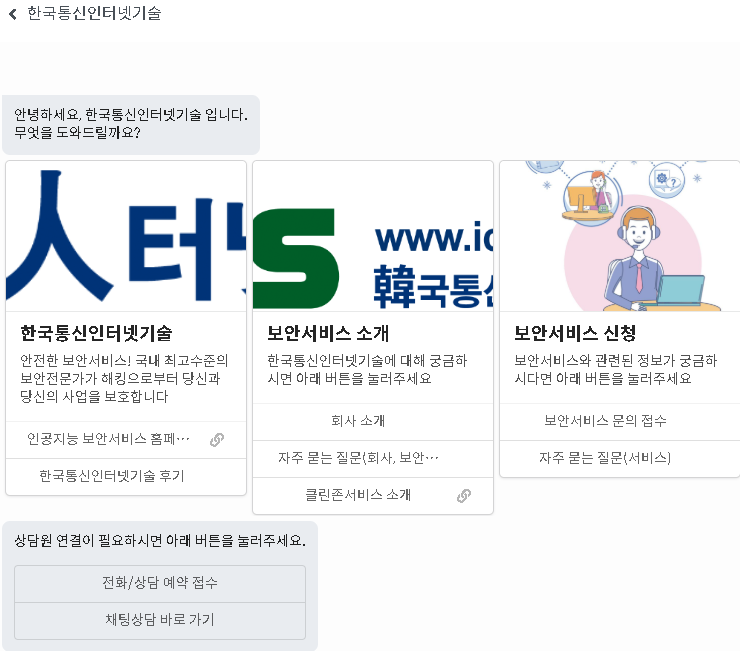 한국통신인터넷기술
안녕하세요, 한국통신인터넷기술 입니다.
무엇을 도와드릴까요?
人터넷
한국통신인터넷기술
안전한 보안서비스! 국내 최고수준의
보안전문가가 해킹으로부터 당신과
당신의 사업을 보호합니다
인공지능 보안서비스 홈페···
한국통신인터넷기술 후기
S
www.ic
韓국통신
보안서비스 소개
한국통신인터넷기술에 대해 궁금하
시면 아래 버튼을 눌러주세요
회사 소개
자주 묻는 질문(회사, 보안···
클린존서비스 소개
보안서비스 신청
보안서비스와 관련된 정보가 궁금하
시다면 아래 버튼을 눌러주세요
보안서비스 문의 접수
자주 묻는 질문(서비스)
상담원 연결이 필요하시면 아래 버튼을 눌러주세요.
전화/상담 예약 접수
채팅상담 바로 가기